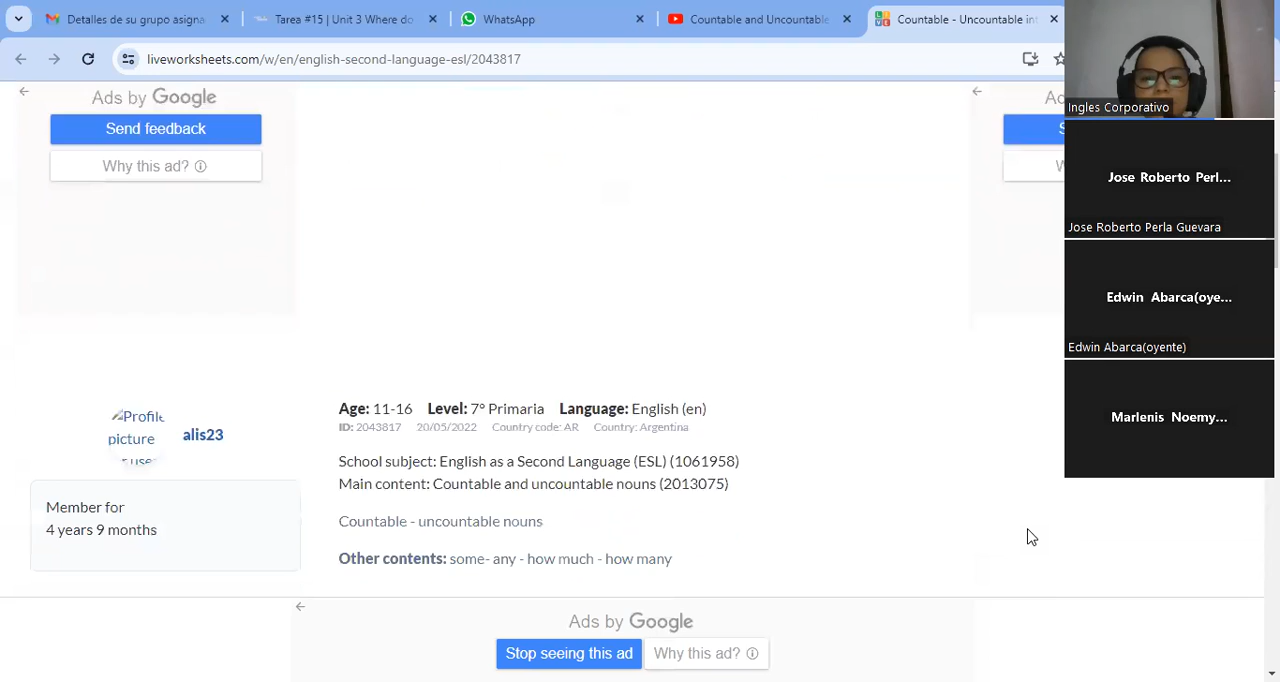 Detalles de su grupo asigna
Tarea #15 | Unit 3 Where do
WhatsApp
Countable and Uncountable
Countable - Uncountable in
liveworksheets.com/w/en/english-second-language-esl/2043817
Ads by Google
Send feedback
Why this ad?
Ingles Corporativo
Jose Roberto Perl...
Jose Roberto Perla Guevara
Edwin Abarca(oye...
Edwin Abarca(oyente)
Marlenis Noemy...
Profile
picture
alis23
Member for
4 years 9 months
Age: 11-16 Level: 7° Primaria Language: English (en)
ID: 2043817 20/05/2022 Country code: AR Country: Argentina
School subject: English as a Second Language (ESL) (1061958)
Main content: Countable and uncountable nouns (2013075)
Countable - uncountable nouns
Other contents: some- any - how much - how many
Ads by Google
Stop seeing this ad
Why this ad?